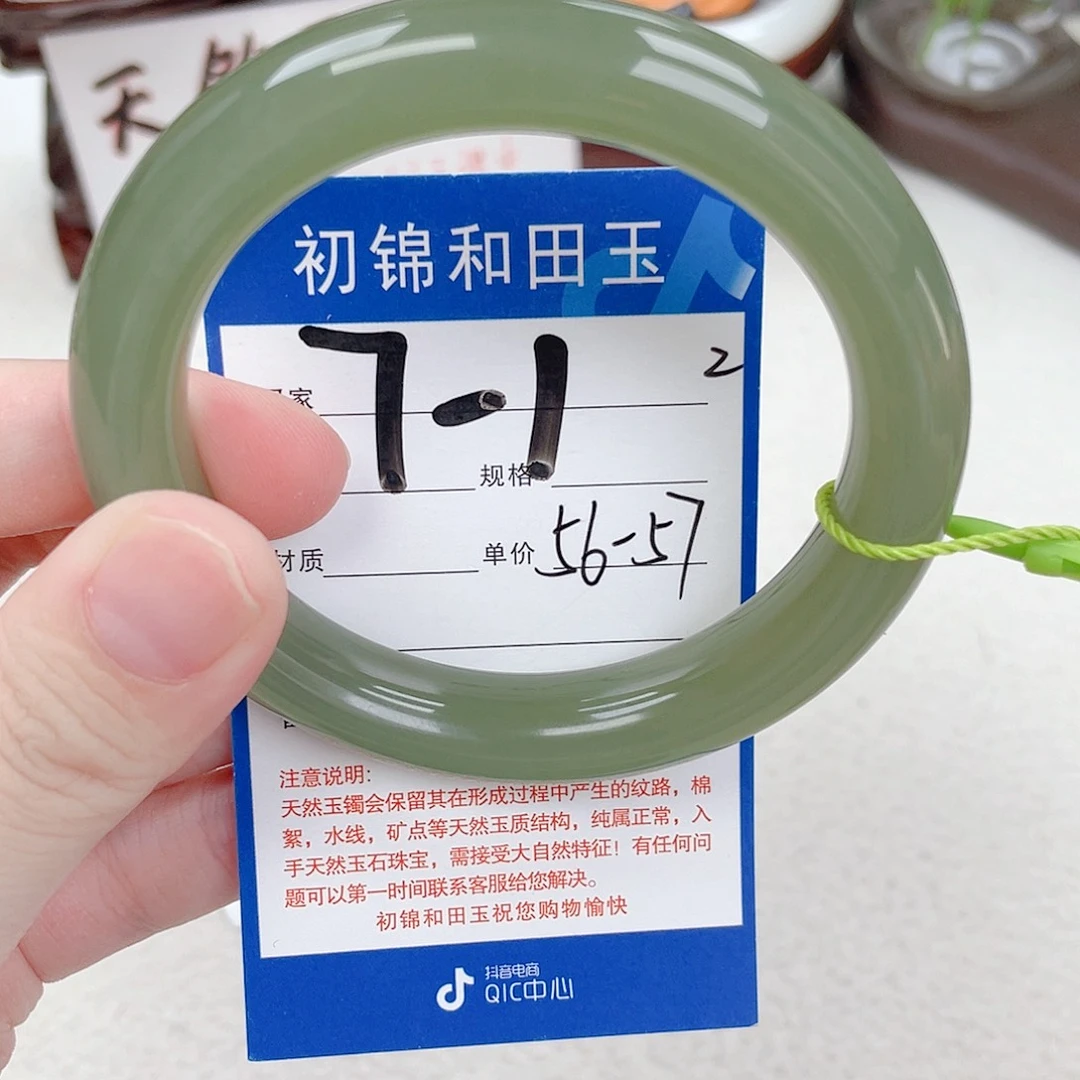 天
初锦和田玉
7-1
2
家
规格
材质
单价 56-57
注意说明:
天然玉镯会保留其在形成过程中产生的纹路，棉
絮，水线，矿点等天然玉质结构，纯属正常，入
手天然玉石珠宝，需接受大自然特征！有任何问
题可以第一时间联系客服给您解决。
初锦和田玉祝您购物愉快
抖音电商
QIC中心